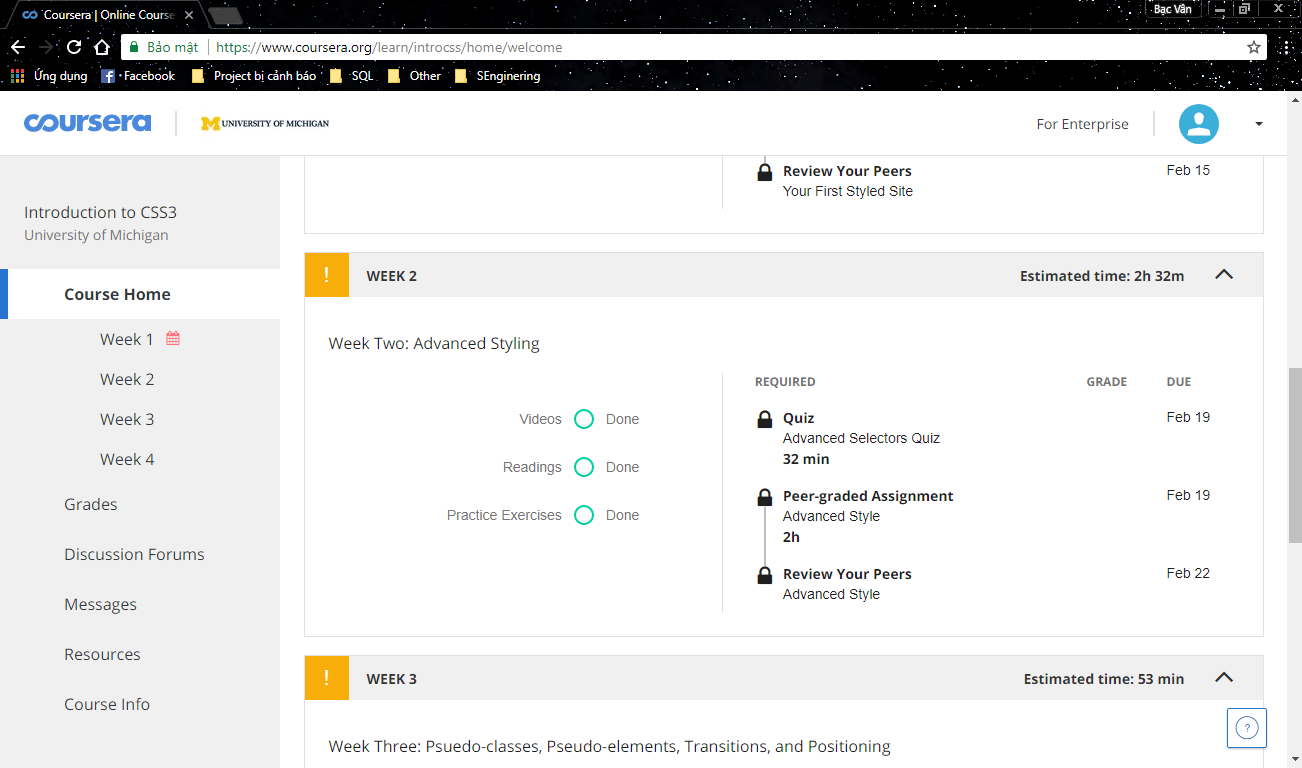 Coursera | Online Course
Bạc Vân
Bảo mật https://www.coursera.org/learn/introcss/home/welcome
Ứng dụng Facebook Project bị cảnh báo SQL Other SEnginering
coursera M UNIVERSITY OF MICHIGAN For Enterprise
Introduction to CSS3
University of Michigan
Course Home
Week 1
Week 2
Week 3
Week 4
Grades
Discussion Forums
Messages
Resources
Course Info
Review Your Peers Feb 15
Your First Styled Site
! WEEK 2 Estimated time: 2h 32m
Week Two: Advanced Styling
Videos Done
Readings Done
Practice Exercises Done
REQUIRED GRADE DUE
Quiz Feb 19
Advanced Selectors Quiz
32 min
Peer-graded Assignment Feb 19
Advanced Style
2h
Review Your Peers Feb 22
Advanced Style
! WEEK 3 Estimated time: 53 min
Week Three: Psuedo-classes, Pseudo-elements, Transitions, and Positioning
?